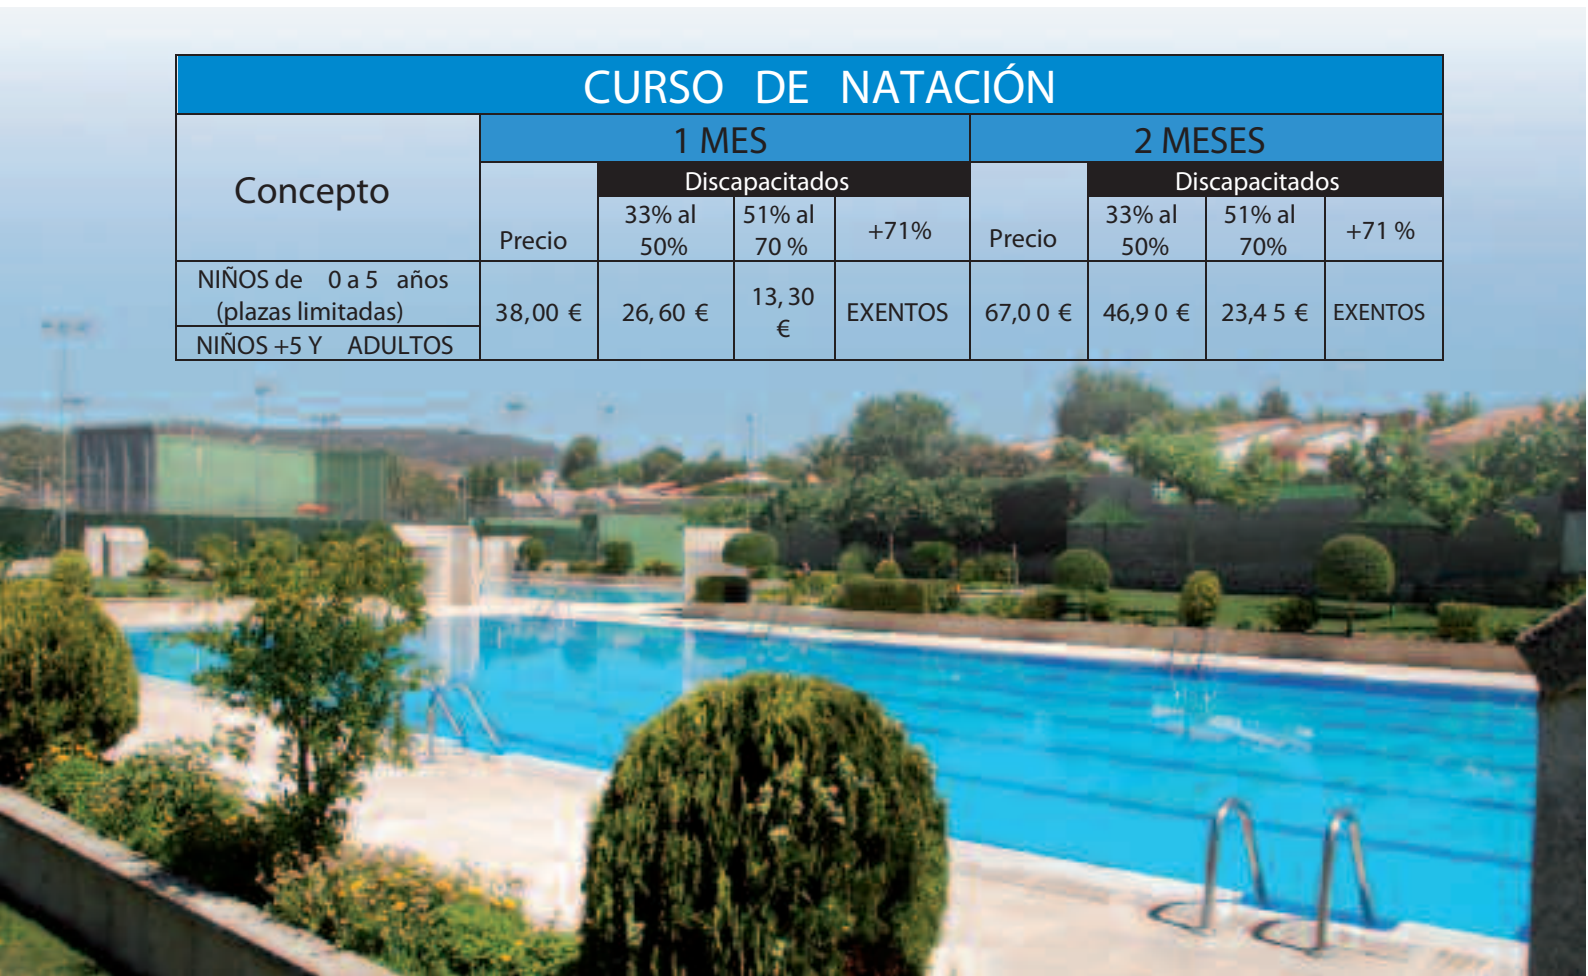 CURSO DE NATACIÓN
Concepto
1 MES
2 MESES
Precio
Discapacitados
33% al
50%
51% al
70 %
+71%
Precio
Discapacitados
33% al
50%
51% al
70%
+71 %
NIÑOS de 0 a 5 años
(plazas limitadas)
NIÑOS +5 Y ADULTOS
38,00 €
26, 60 €
13, 30
€
EXENTOS
67,0 0 €
46,9 0 €
23,4 5 €
EXENTOS